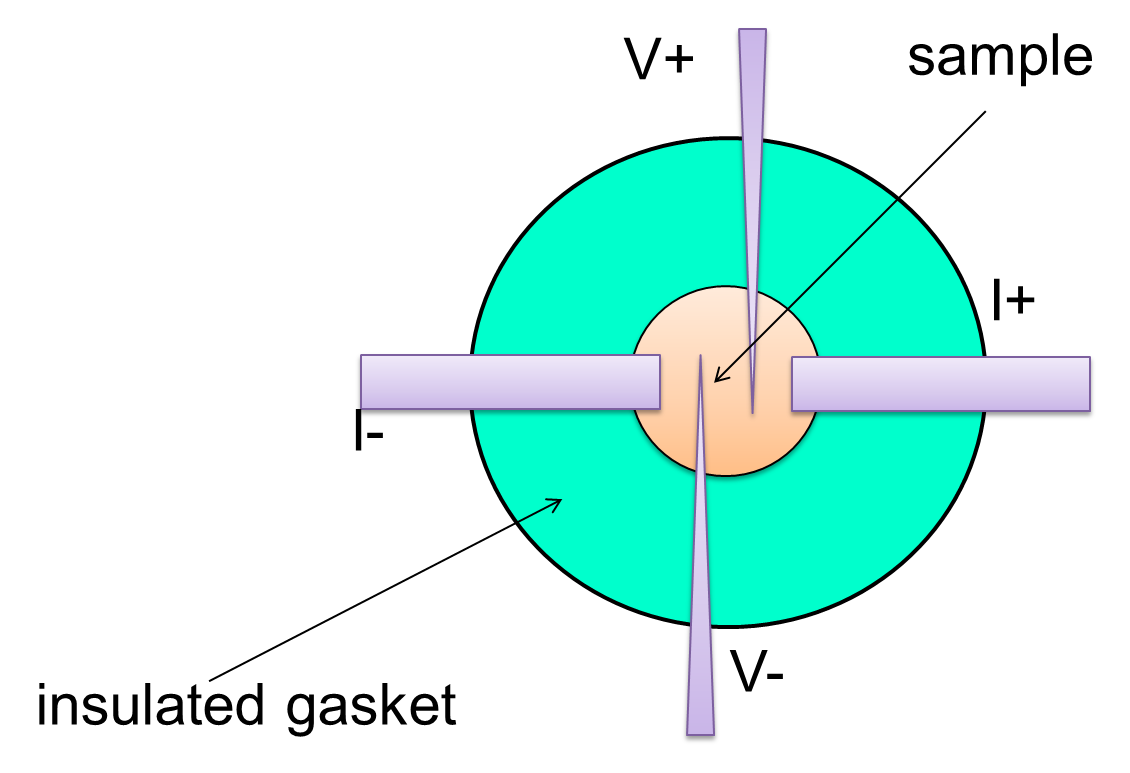 V+
sample
I+
I-
V-
insulated gasket